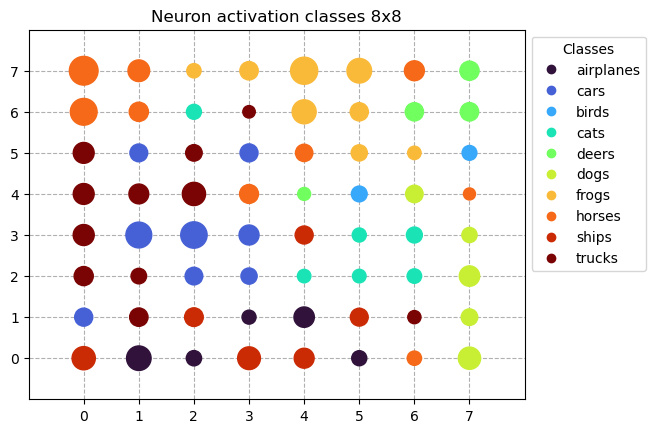 Neuron activation classes 8x8
7
6
5
4
3
2
1
0
0 1 2 3 4 5 6 7
Classes
airplanes
cars
birds
cats
deers
dogs
frogs
horses
ships
trucks